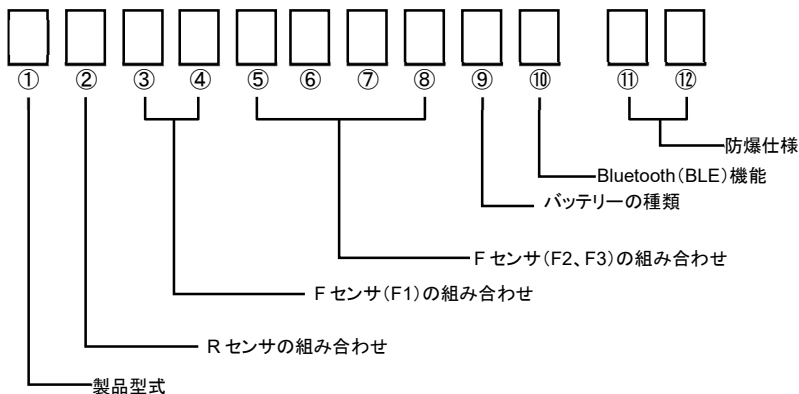 ① ② ③ ④ ⑤ ⑥ ⑦ ⑧ ⑨ ⑩ ⑪ ⑫
防爆仕様
Bluetooth(BLE)機能
バッテリーの種類
F センサ(F2、F3)の組み合わせ
F センサ(F1)の組み合わせ
R センサの組み合わせ
製品型式